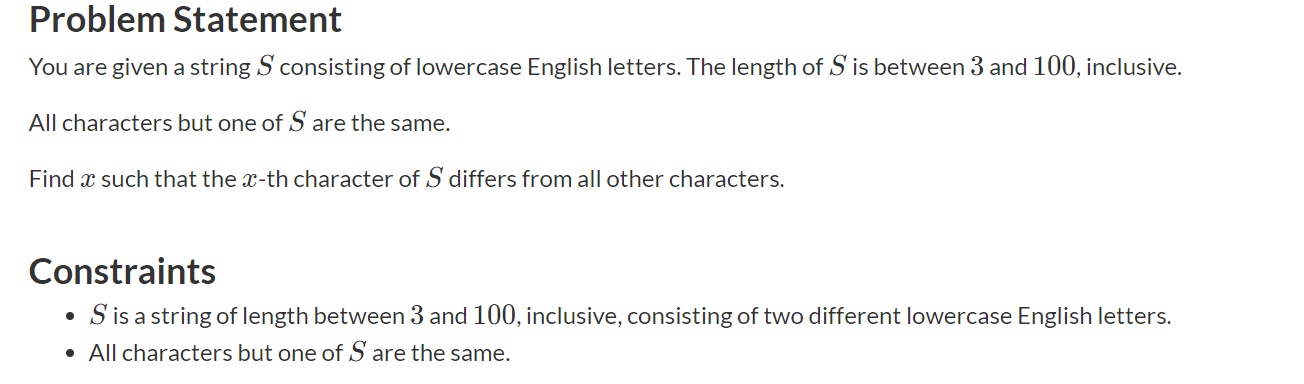 Problem Statement
You are given a string S consisting of lowercase English letters. The length of S is between 3 and 100, inclusive.
All characters but one of S are the same.
Find x such that the x-th character of S differs from all other characters.
Constraints
• S is a string of length between 3 and 100, inclusive, consisting of two different lowercase English letters.
• All characters but one of S are the same.